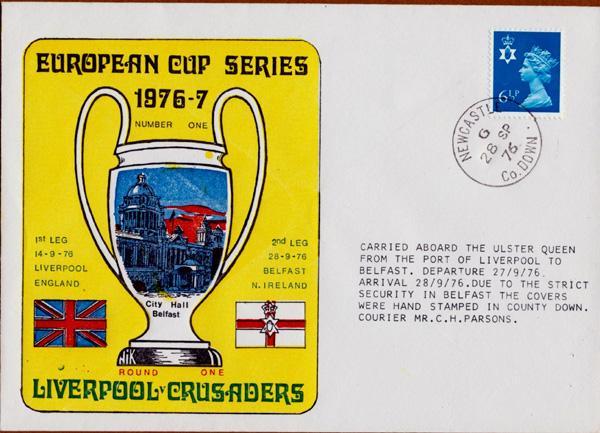 EUROPEAN CUP SERIES
1976-7
NUMBER ONE
1st LEG
14-9-76
LIVERPOOL
ENGLAND
2nd LEG
28-9-76
BELFAST
N. IRELAND
City Hall
Belfast
NiK
ROUND ONE
LIVERPOOL v CRUSADERS
6½P
NEWCASTLE
G
28 SP
76
Co. DOWN
CARRIED ABOARD THE ULSTER QUEEN
FROM THE PORT OF LIVERPOOL TO
BELFAST. DEPARTURE 27/9/76.
ARRIVAL 28/9/76.DUE TO THE STRICT
SECURITY IN BELFAST THE COVERS
WERE HAND STAMPED IN COUNTY DOWN.
COURIER MR.C.H.PARSONS.